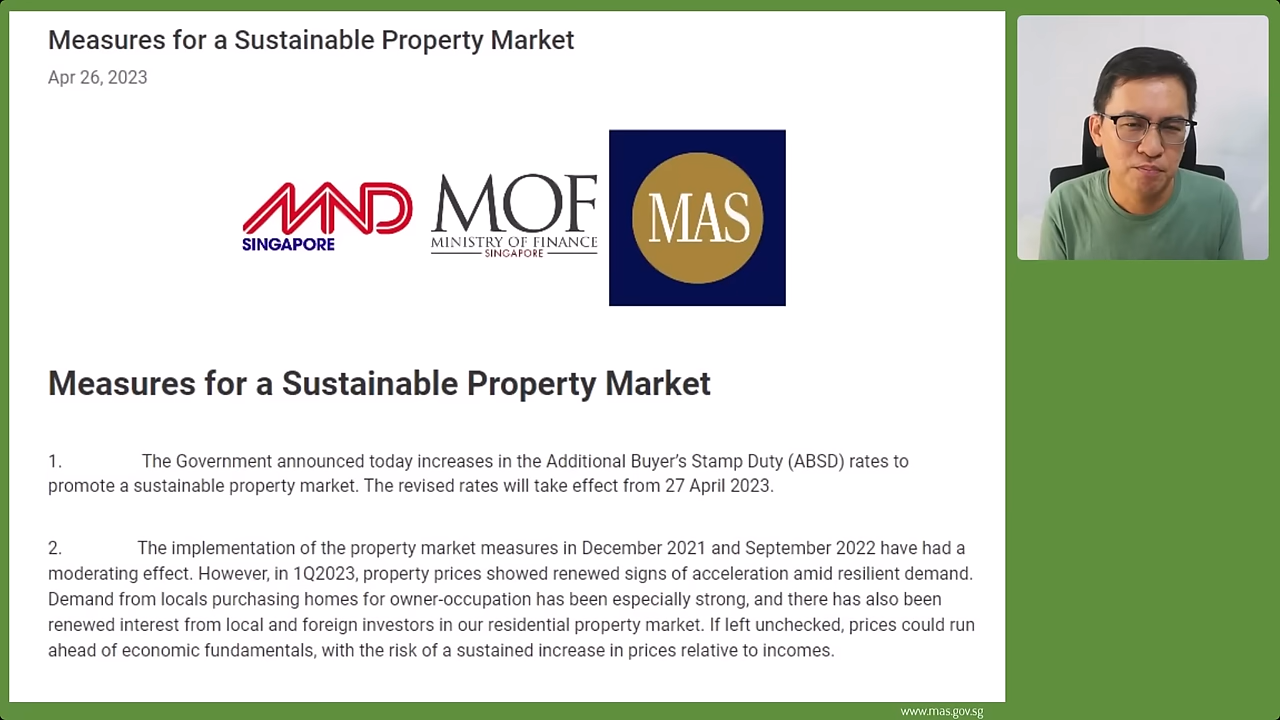 Measures for a Sustainable Property Market
Apr 26, 2023
MND
SINGAPORE
MOF
MINISTRY OF FINANCE
SINGAPORE
MAS
Measures for a Sustainable Property Market
1. The Government announced today increases in the Additional Buyer’s Stamp Duty (ABSD) rates to
promote a sustainable property market. The revised rates will take effect from 27 April 2023.
2. The implementation of the property market measures in December 2021 and September 2022 have had a
moderating effect. However, in 1Q2023, property prices showed renewed signs of acceleration amid resilient demand.
Demand from locals purchasing homes for owner-occupation has been especially strong, and there has also been
renewed interest from local and foreign investors in our residential property market. If left unchecked, prices could run
ahead of economic fundamentals, with the risk of a sustained increase in prices relative to incomes.
www.mas.gov.sg